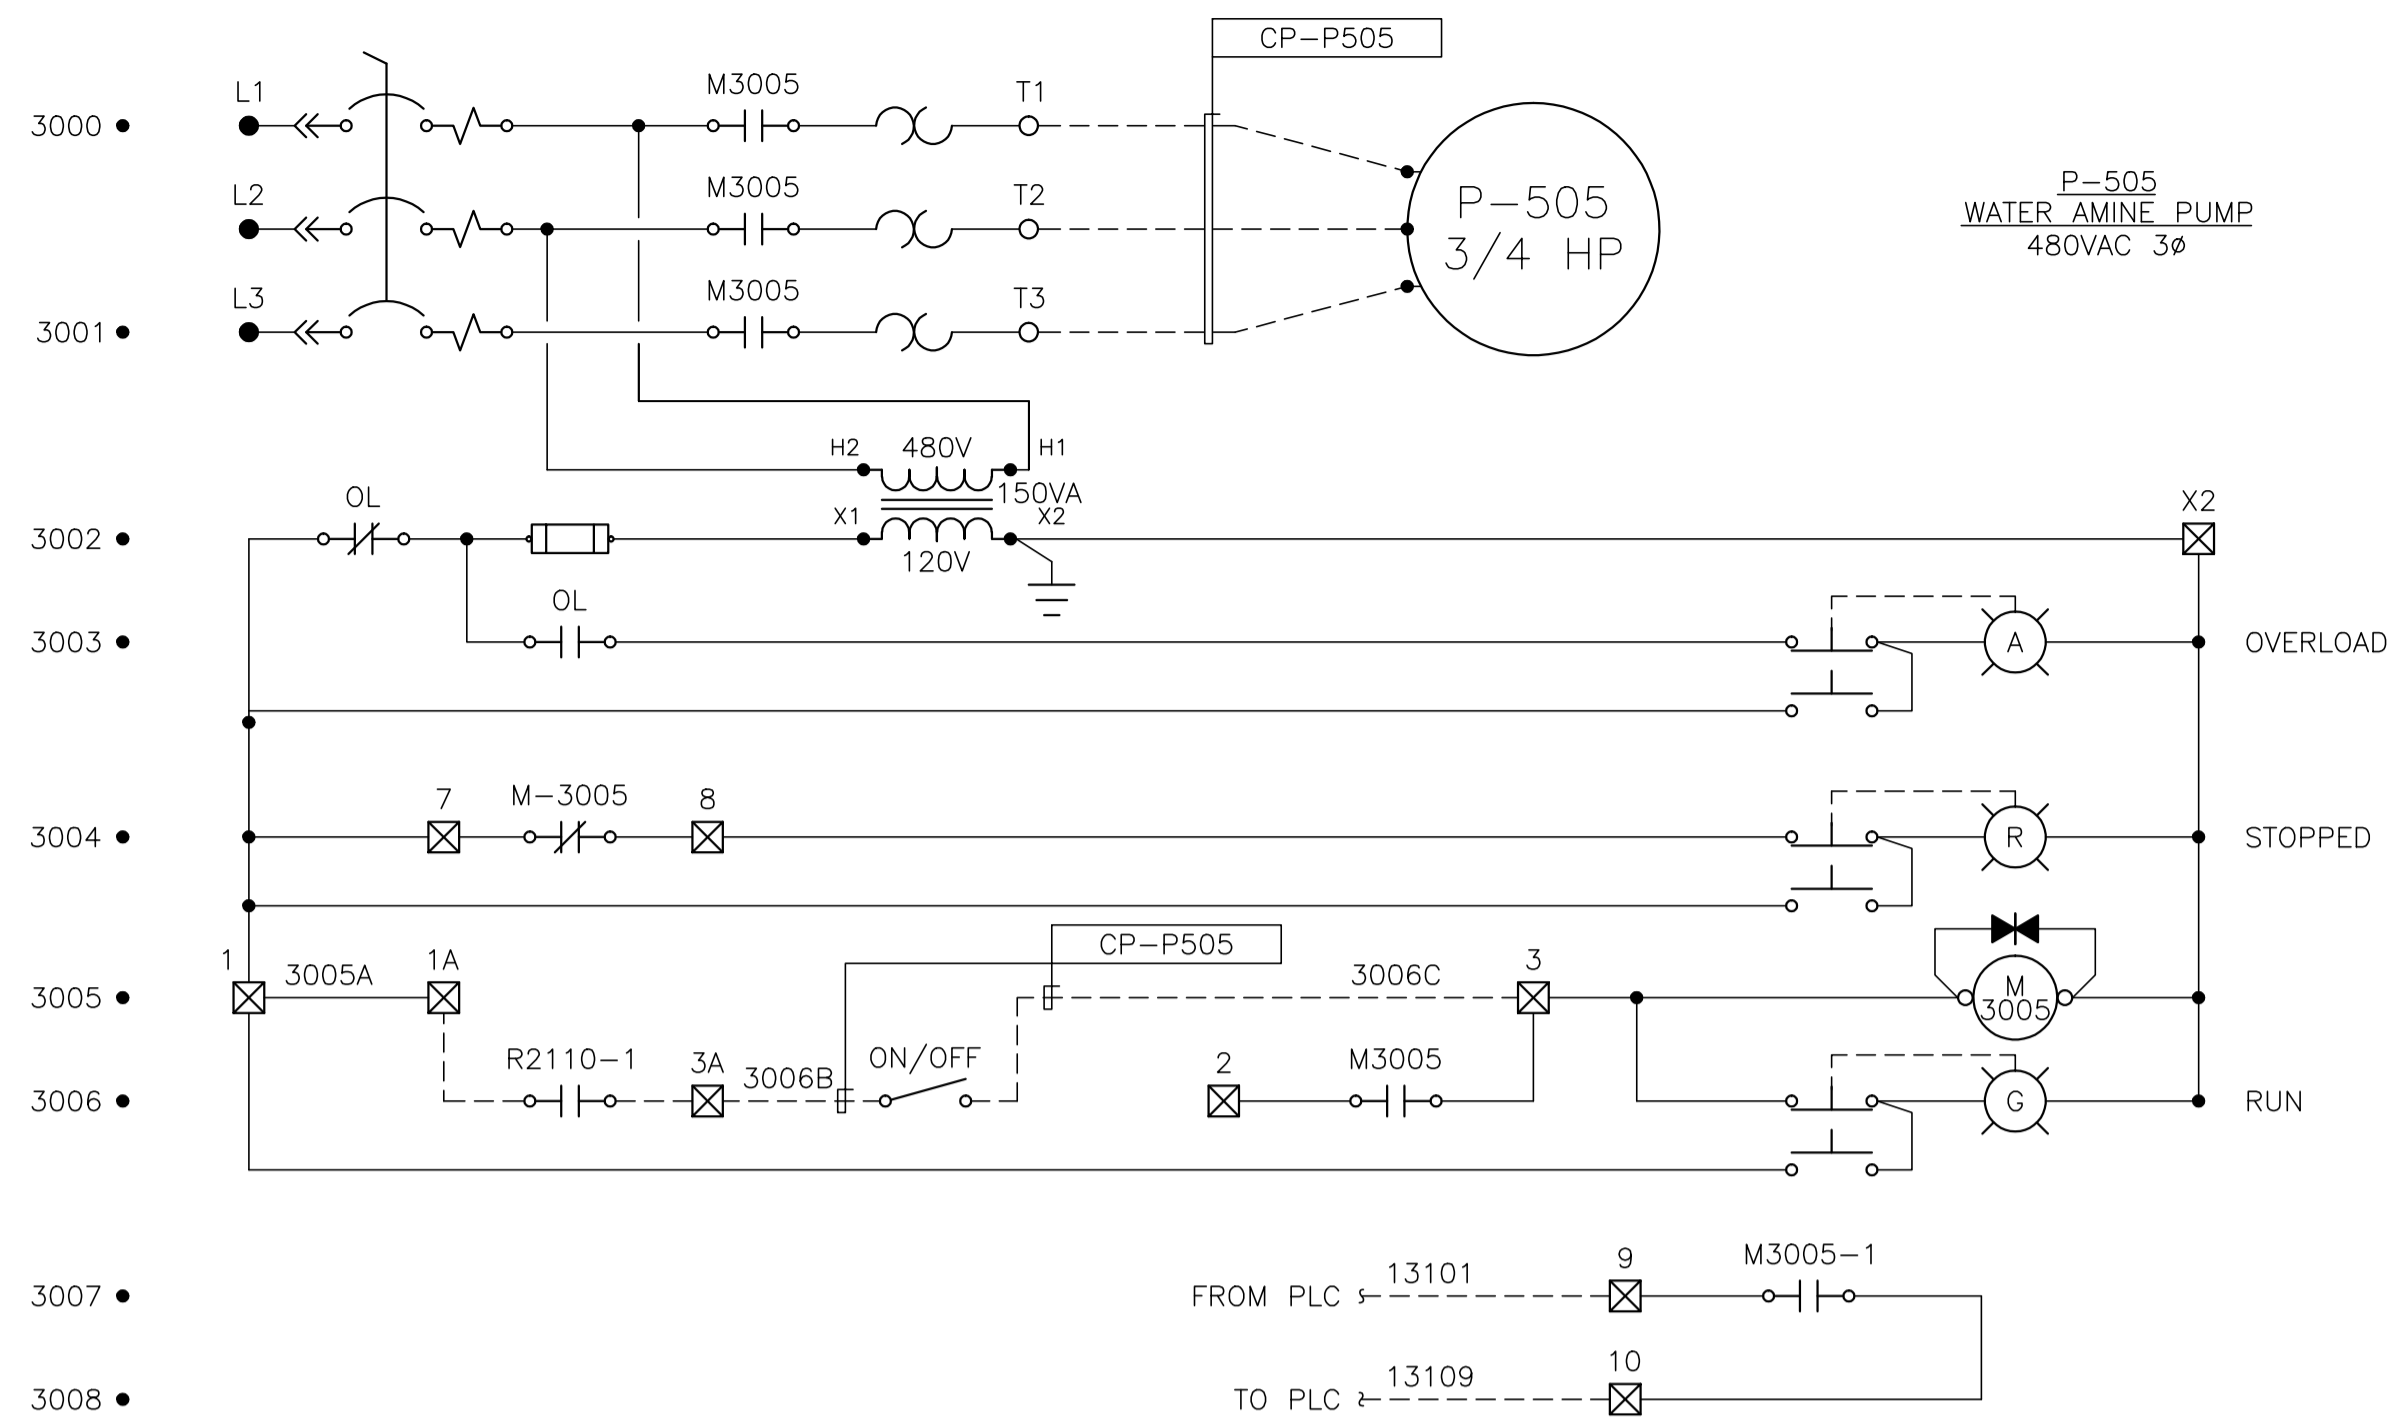 CP-P505
L1
M3005
T1
3000
L2
M3005
T2
P-505
3/4 HP
P-505
WATER AMINE PUMP
480VAC 3ø
L3
M3005
T3
3001
H2
480V
H1
150VA
OL
X1
X2
X2
3002
120V
OL
3003
A
OVERLOAD
7
M-3005
8
3004
R
STOPPED
CP-P505
1
3005A
1A
3006C
3
3005
M
3005
R2110-1
3A
3006B
ON/OFF
2
M3005
3006
G
RUN
3007
FROM PLC
13101
9
M3005-1
3008
TO PLC
13109
10